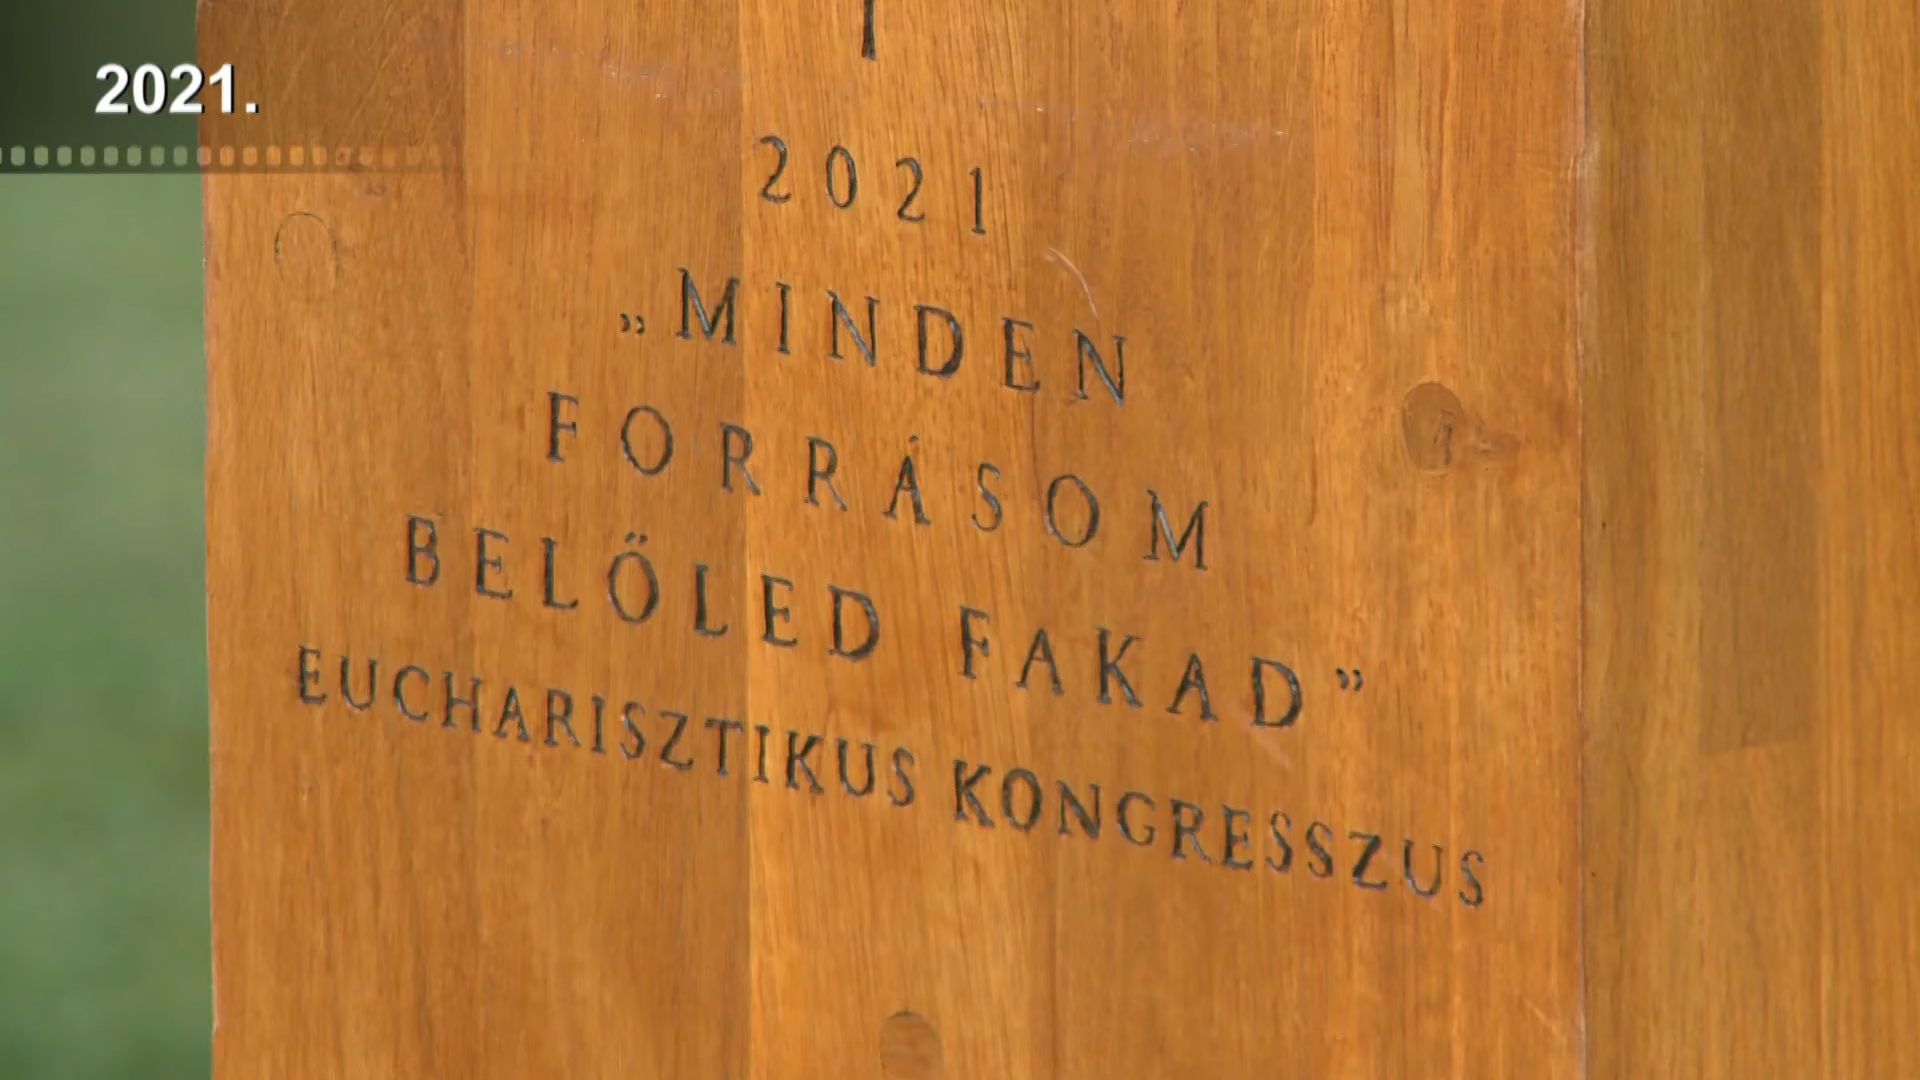 2021.
2021
„MINDEN
FORRÁSOM
BELŐLED FAKAD”
EUCHARISZTIKUS KONGRESSZUS